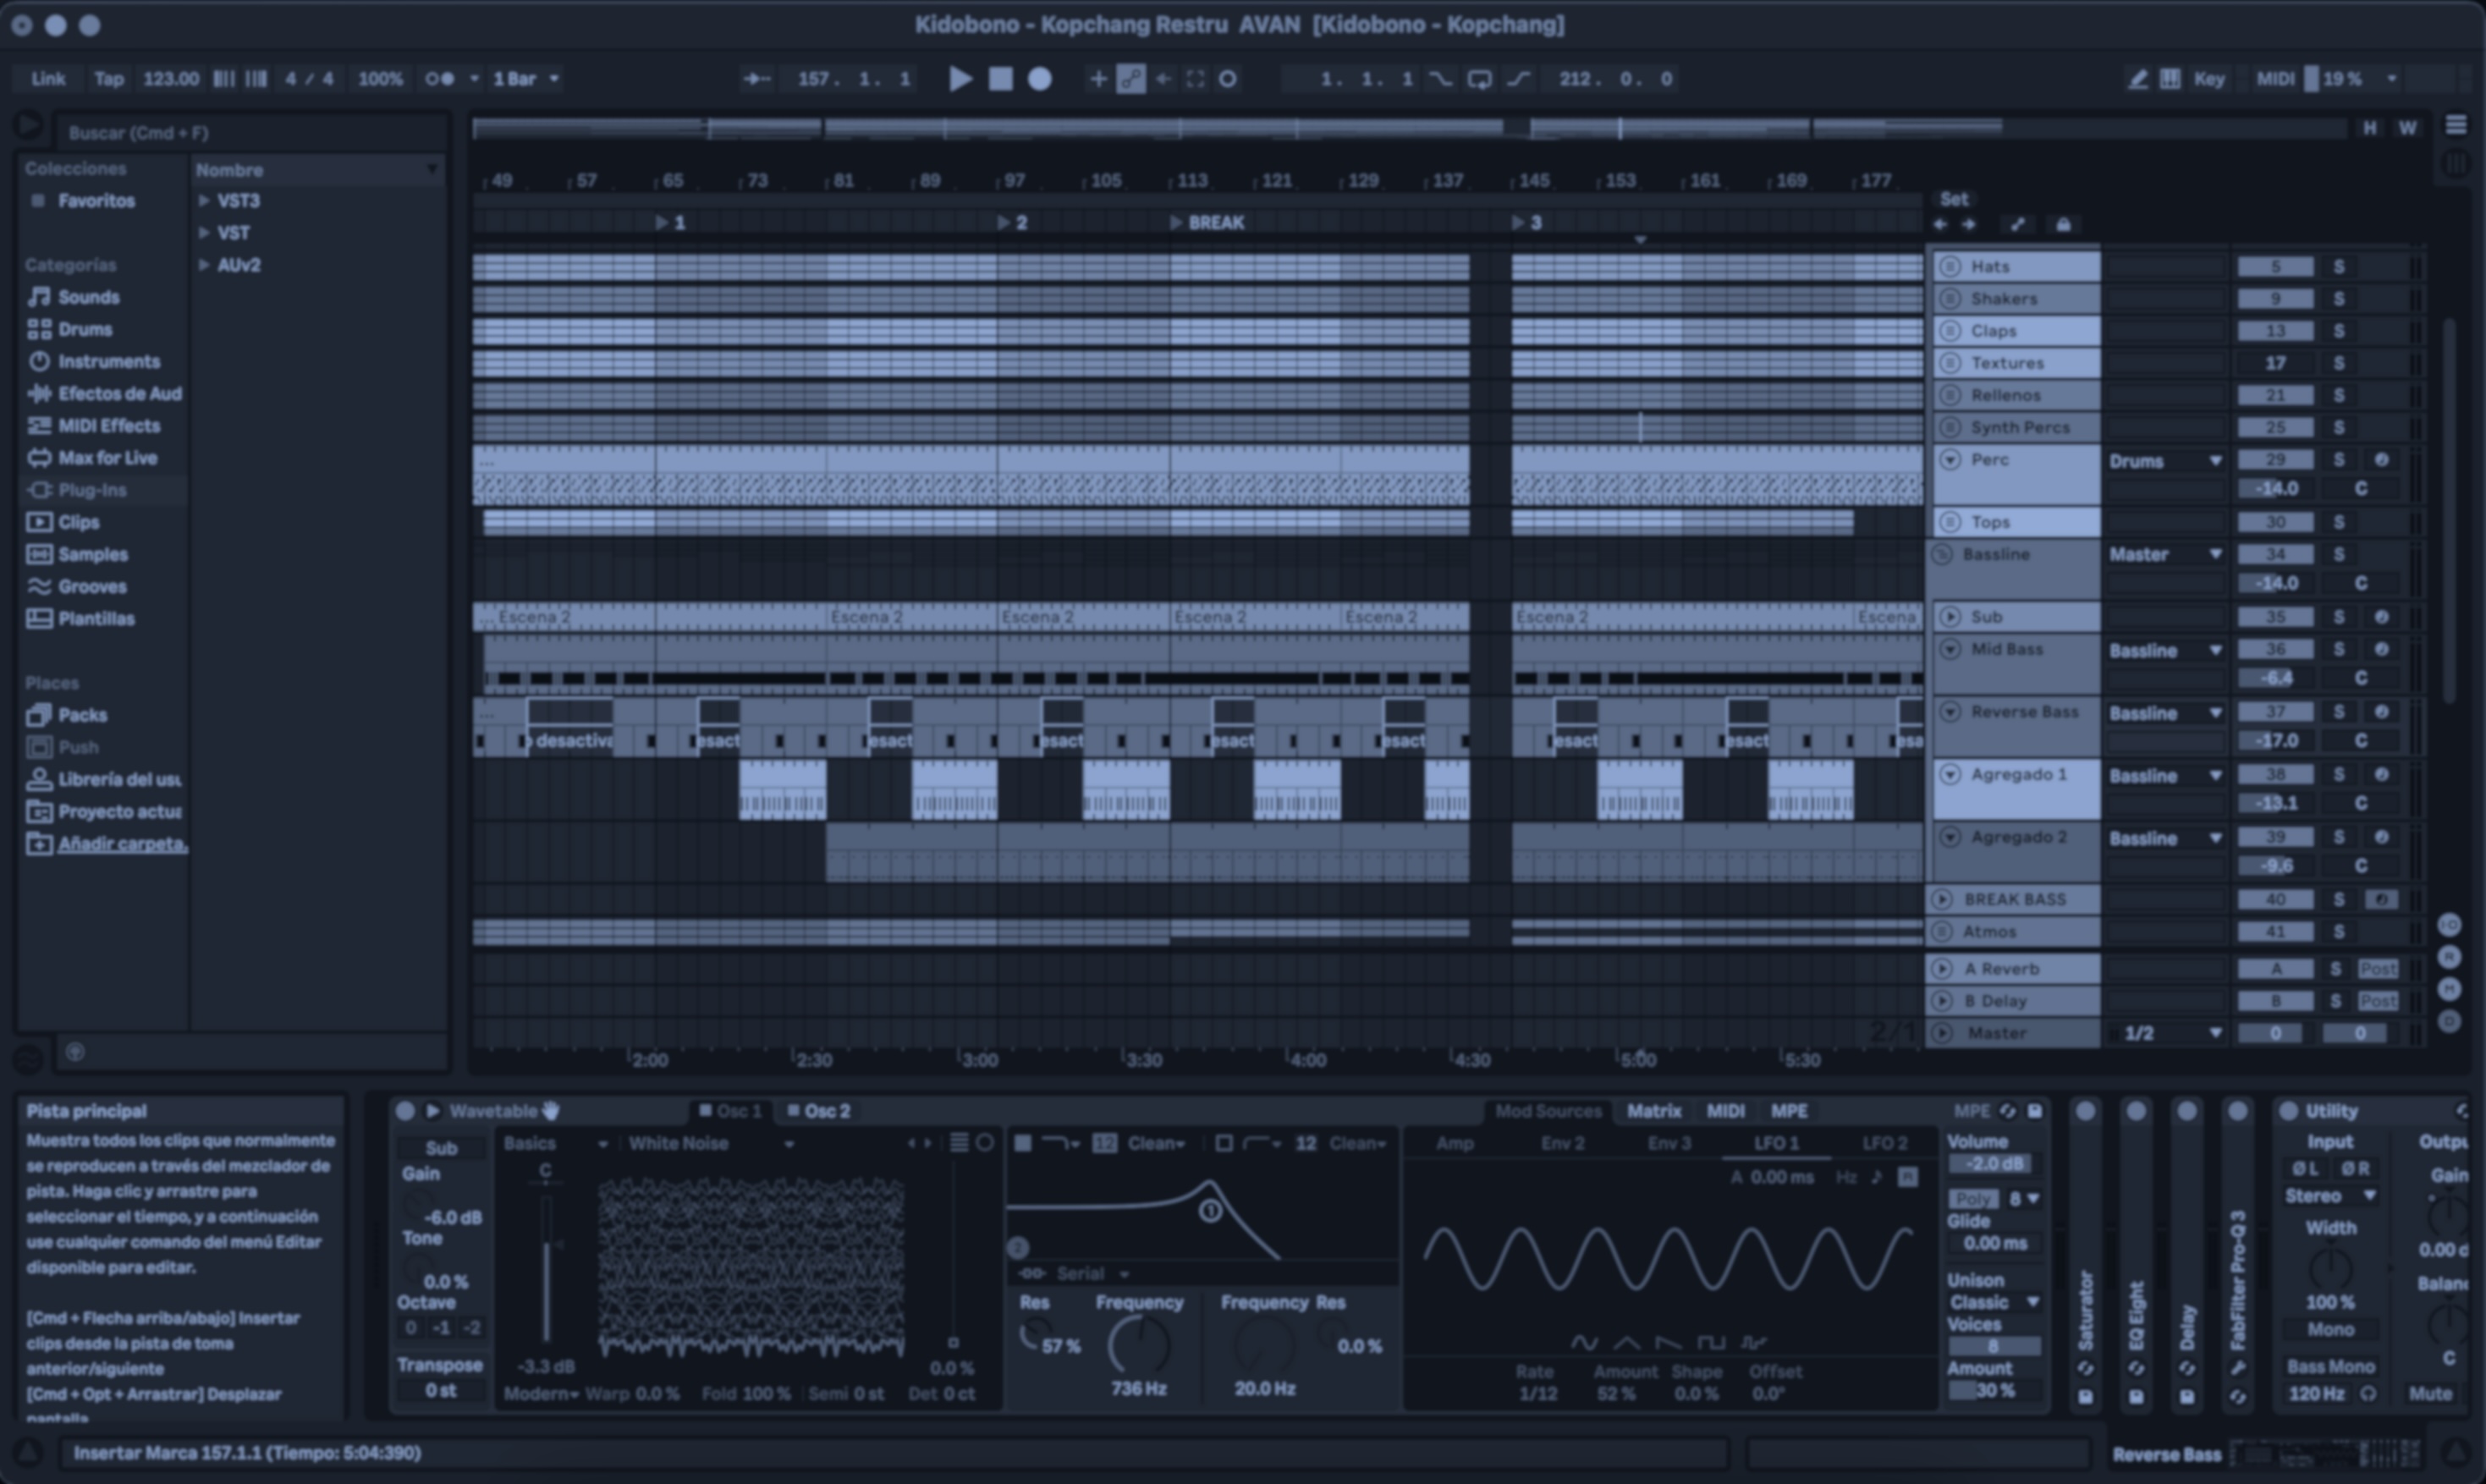 Kidobono - Kopchang Restru AVAN [Kidobono - Kopchang]
Link Tap 123.00 4 / 4 100% 1 Bar 157. 1. 1 1. 1. 1 212. 0. 0 Key MIDI 19 %
Buscar (Cmd + F)
H W
Colecciones
Favoritos
Categorías
Sounds
Drums
Instruments
Efectos de Aud
MIDI Effects
Max for Live
Plug-Ins
Clips
Samples
Grooves
Plantillas
Places
Packs
Push
Librería del usu
Proyecto actua
Añadir carpeta.
Nombre
VST3
VST
AUv2
49 57 65 73 81 89 97 105 113 121 129 137 145 153 161 169 177
1 2 BREAK 3
Set
Hats 5 S
Shakers 9 S
Claps 13 S
Textures 17 S
Rellenos 21 S
Synth Percs 25 S
... Perc Drums 29 S
-14.0 C
Tops 30 S
Bassline Master 34 S
-14.0 C
... Escena 2 Escena 2 Escena 2 Escena 2 Escena 2 Escena 2 Escena Sub 35 S
Mid Bass Bassline 36 S
-6.4 C
... Reverse Bass Bassline 37 S
o desactiva esact esact esact esact esact esact esact esa -17.0 C
Agregado 1 Bassline 38 S
-13.1 C
Agregado 2 Bassline 39 S
-9.6 C
BREAK BASS 40 S
Atmos 41 S
A Reverb A S Post
B Delay B S Post
2/1 Master 1/2 0 0
2:00 2:30 3:00 3:30 4:00 4:30 5:00 5:30
Pista principal
Muestra todos los clips que normalmente
se reproducen a través del mezclador de
pista. Haga clic y arrastre para
seleccionar el tiempo, y a continuación
use cualquier comando del menú Editar
disponible para editar.
[Cmd + Flecha arriba/abajo] Insertar
clips desde la pista de toma
anterior/siguiente
[Cmd + Opt + Arrastrar] Desplazar
pantalla
Wavetable Osc 1 Osc 2 Mod Sources Matrix MIDI MPE MPE
Sub
Gain
-6.0 dB
Tone
0.0 %
Octave
0 -1 -2
Transpose
0 st
Basics White Noise
C
-3.3 dB 0.0 %
Modern Warp 0.0 % Fold 100 % Semi 0 st Det 0 ct
12 Clean 12 Clean
1
2
Serial
Res Frequency Frequency Res
57 % 0.0 %
736 Hz 20.0 Hz
Amp Env 2 Env 3 LFO 1 LFO 2
A 0.00 ms Hz R
Rate Amount Shape Offset
1/12 52 % 0.0 % 0.0°
Volume
-2.0 dB
Poly 8
Glide
0.00 ms
Unison
Classic
Voices
8
Amount
30 %
Saturator
EQ Eight
Delay
FabFilter Pro-Q 3
Utility
Input Outpu
Ø L Ø R Gain
Stereo
Width
0.00 d
Balanc
100 %
Mono
C
Bass Mono
120 Hz Mute
Insertar Marca 157.1.1 (Tiempo: 5:04:390)
Reverse Bass